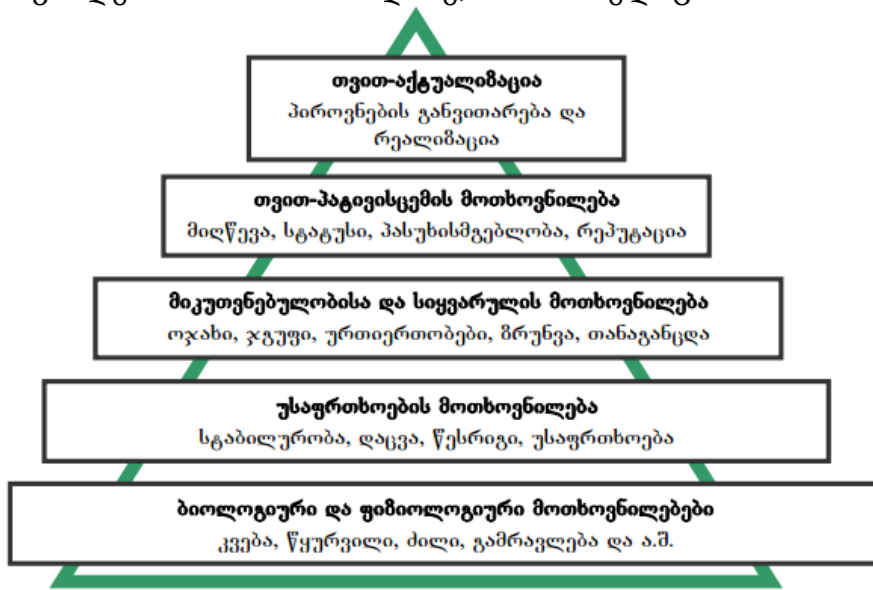 თვით-აქტუალიზაცია
პიროვნების განვითარება და
რეალიზაცია
თვით-პატივისცემის მოთხოვნილება
მიღწევა, სტატუსი, პასუხისმგებლობა, რეპუტაცია
მიკუთვნებულობისა და სიყვარულის მოთხოვნილება
ოჯახი, ჯგუფი, ურთიერთობები, ზრუნვა, თანაგანცდა
უსაფრთხოების მოთხოვნილება
სტაბილურობა, დაცვა, წესრიგი, უსაფრთხოება
ბიოლოგიური და ფიზიოლოგიური მოთხოვნილებები
კვება, წყურვილი, ძილი, გამრავლება და ა.შ.